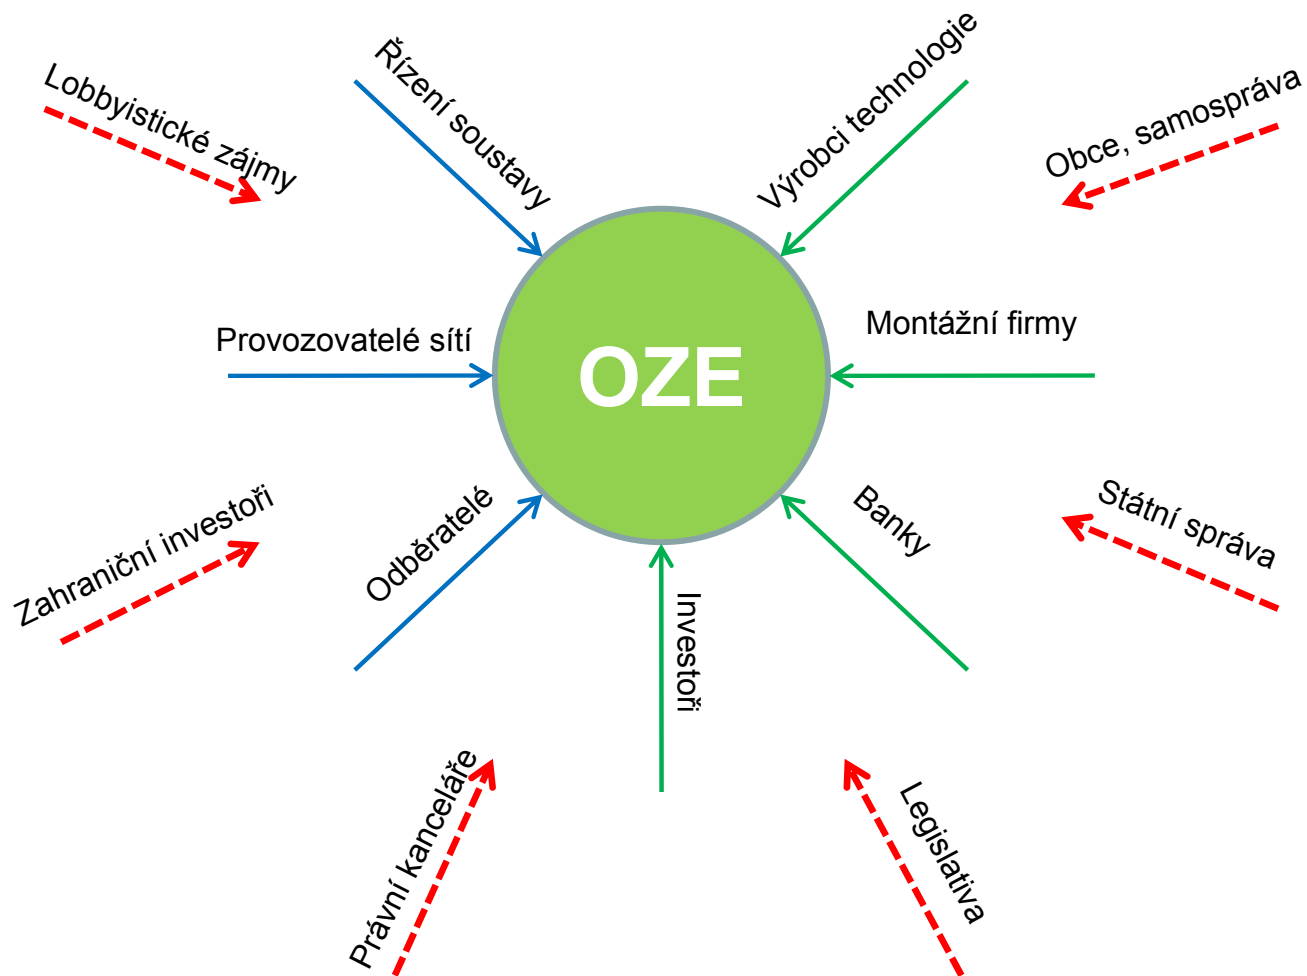 Lobbyistické zájmy
Řízení soustavy
Výrobci technologie
Obce, samospráva
Provozovatelé sítí
OZE
Montážní firmy
Zahraniční investoři
Odběratelé
Investoři
Banky
Státní správa
Právní kanceláře
Legislativa